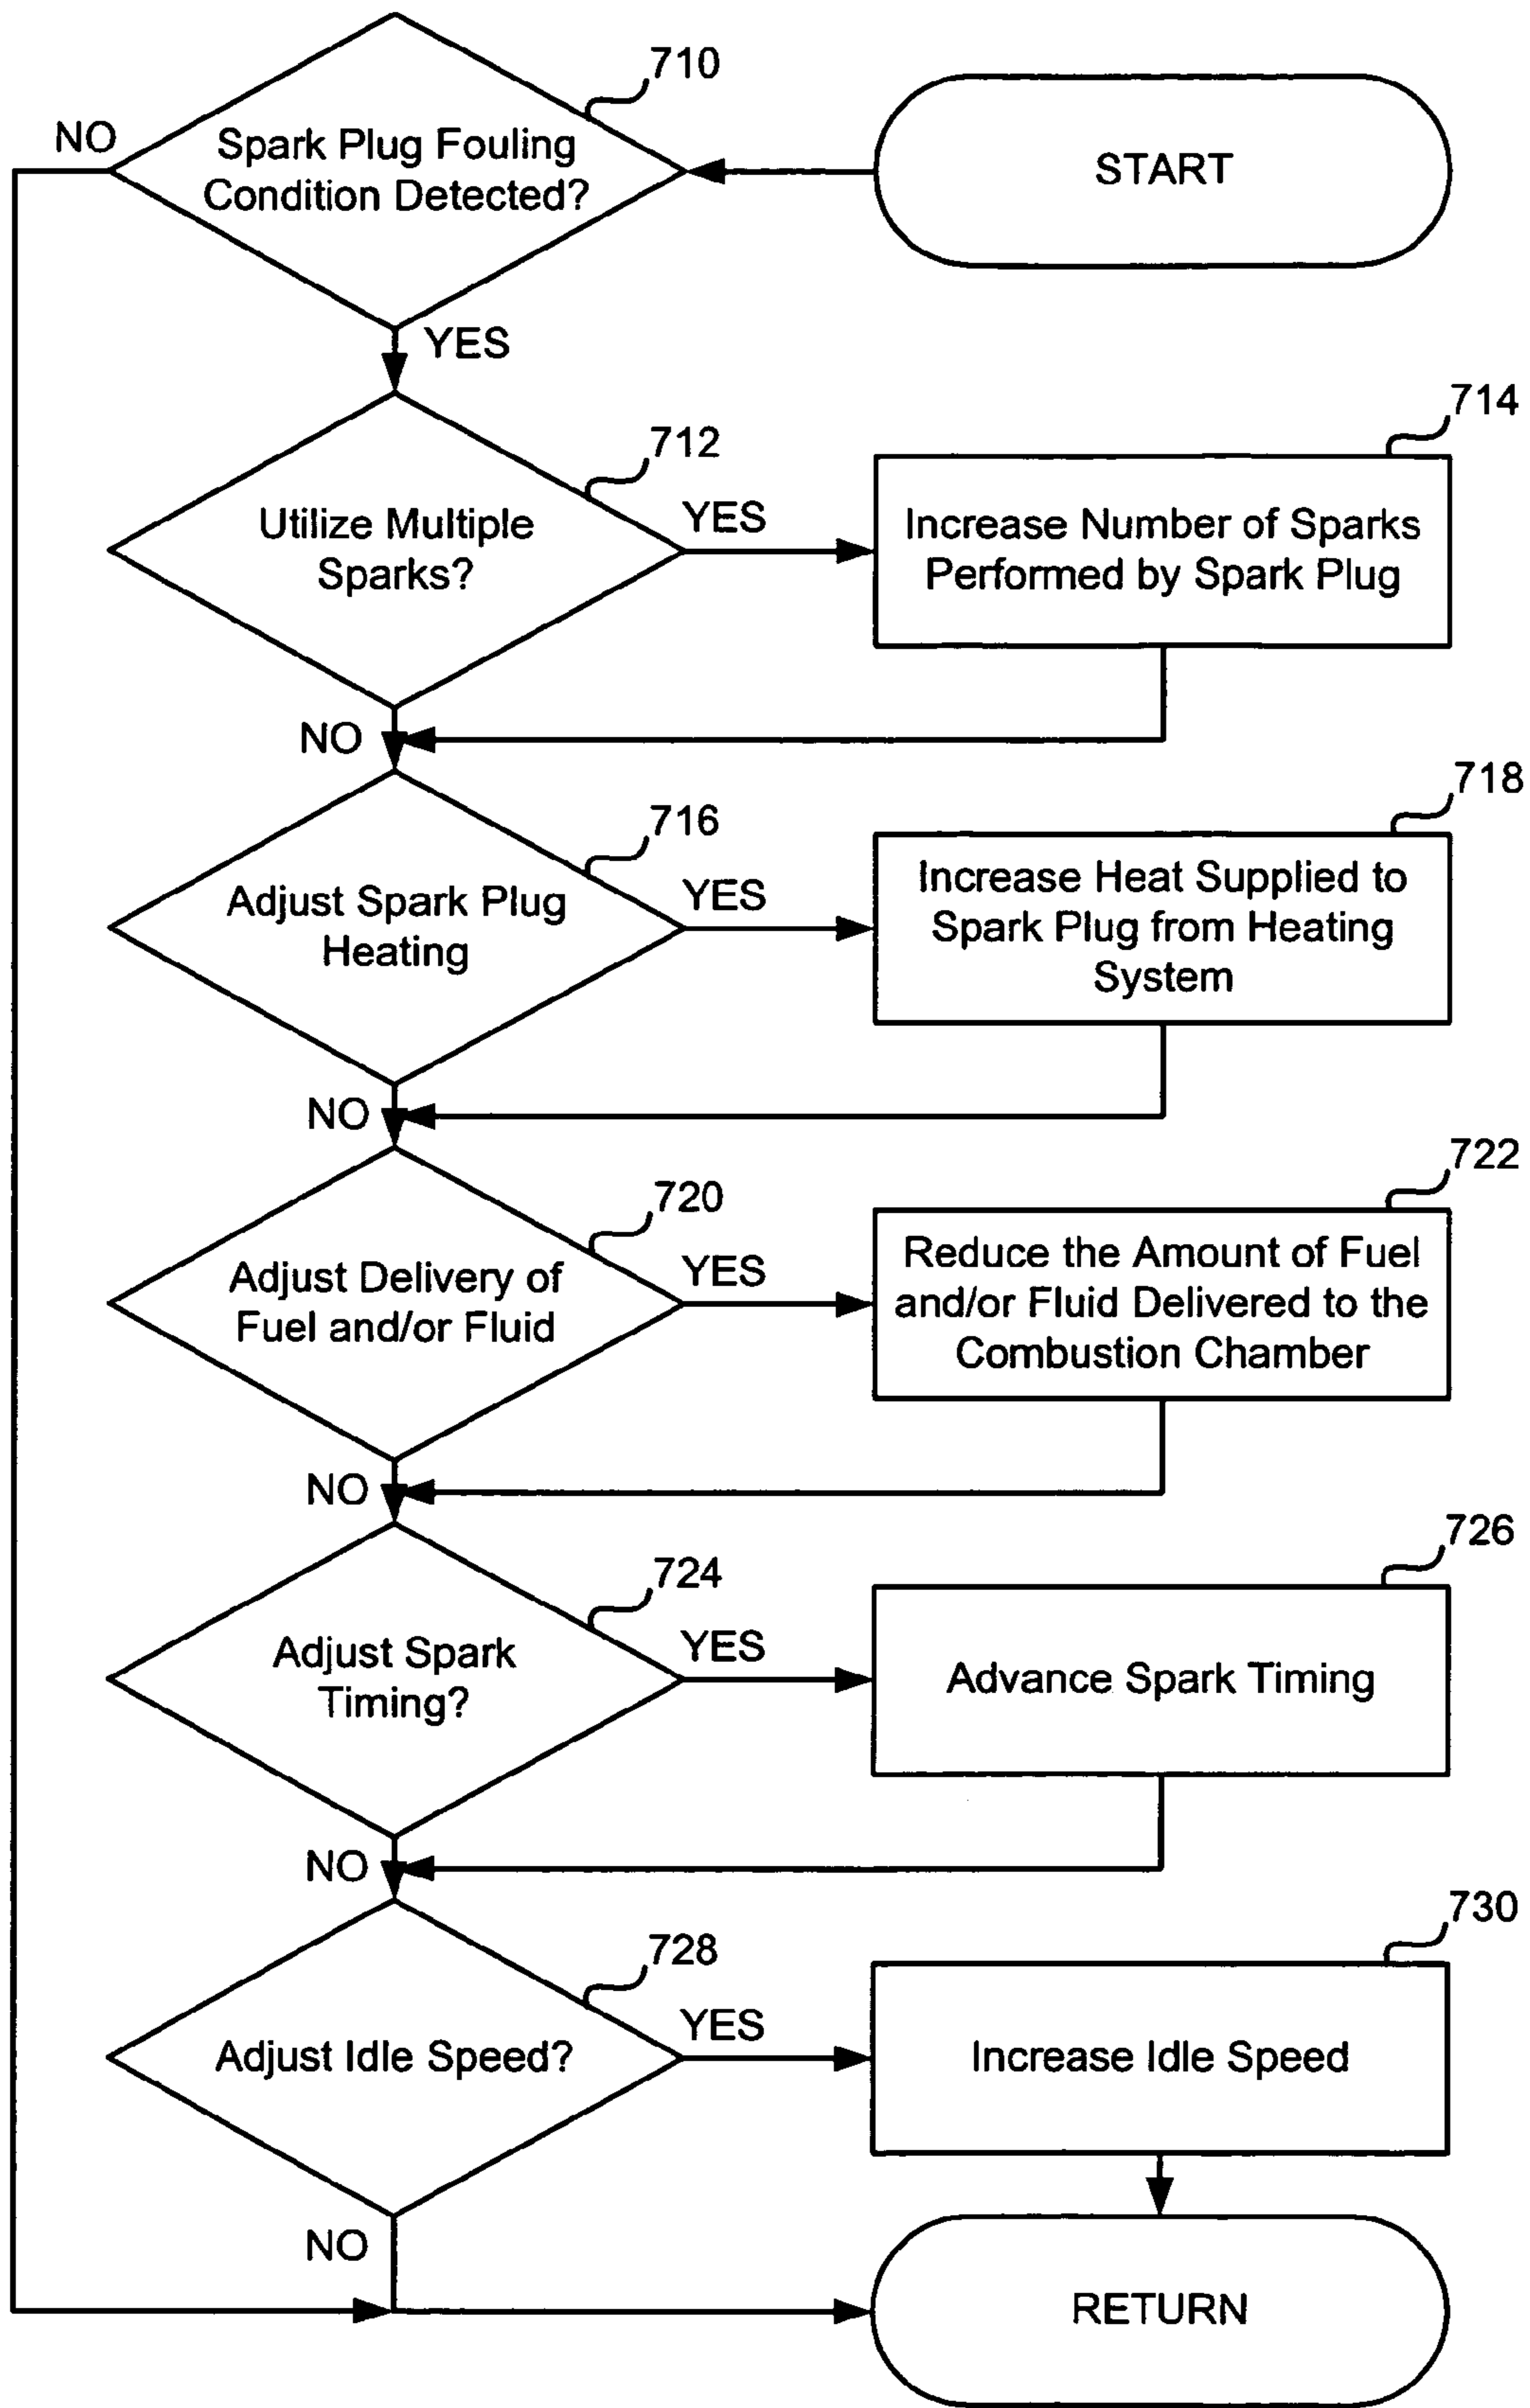 710
NO
Spark Plug Fouling
Condition Detected?
START
YES
712
714
Utilize Multiple
Sparks?
YES
Increase Number of Sparks
Performed by Spark Plug
NO
716
718
Adjust Spark Plug
Heating
YES
Increase Heat Supplied to
Spark Plug from Heating
System
NO
720
722
Adjust Delivery of
Fuel and/or Fluid
YES
Reduce the Amount of Fuel
and/or Fluid Delivered to the
Combustion Chamber
NO
724
726
Adjust Spark
Timing?
YES
Advance Spark Timing
NO
728
730
Adjust Idle Speed?
YES
Increase Idle Speed
NO
RETURN